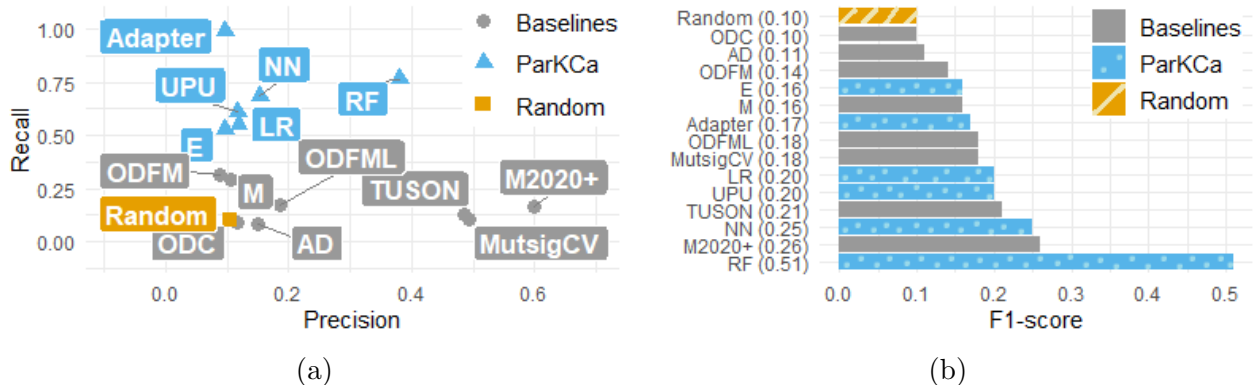 1.00
0.75
0.50
0.25
0.00
Recall
Adapter
UPU
NN
RF
E
LR
ODFM
M
ODFML
TUSON
M2020+
Random
ODC
AD
MutsigCV
Baselines
ParKCa
Random
0.0 0.2 0.4 0.6
Precision
(a)
Random (0.10)
ODC (0.10)
AD (0.11)
ODFM (0.14)
E (0.16)
M (0.16)
Adapter (0.17)
ODFML (0.18)
MutsigCV (0.18)
LR (0.20)
UPU (0.20)
TUSON (0.21)
NN (0.25)
M2020+ (0.26)
RF (0.51)
Baselines
ParKCa
Random
0.0 0.1 0.2 0.3 0.4 0.5
F1-score
(b)